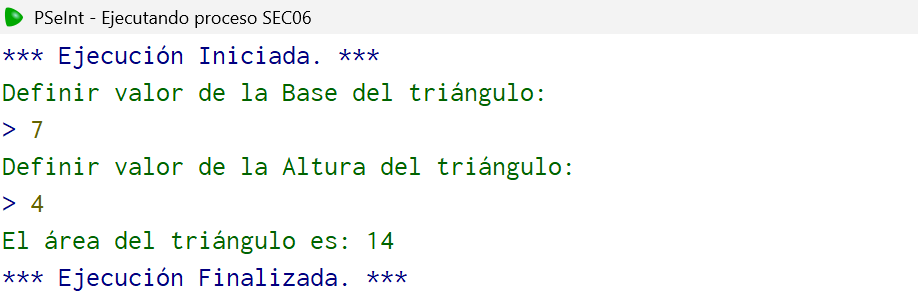 PSeInt - Ejecutando proceso SEC06
*** Ejecución Iniciada. ***
Definir valor de la Base del triángulo:
> 7
Definir valor de la Altura del triángulo:
> 4
El área del triángulo es: 14
*** Ejecución Finalizada. ***